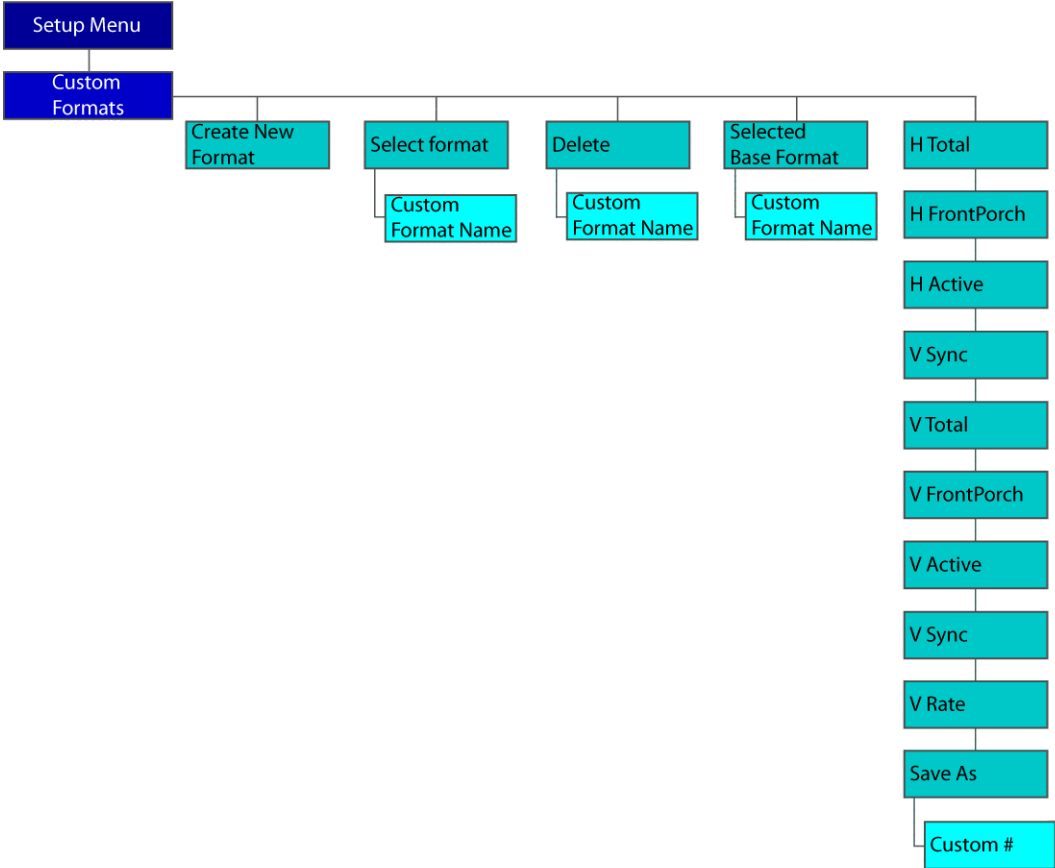 Setup Menu
Custom
Formats
Create New
Format
Select format
Custom
Format Name
Delete
Custom
Format Name
Selected
Base Format
Custom
Format Name
H Total
H FrontPorch
H Active
V Sync
V Total
V FrontPorch
V Active
V Sync
V Rate
Save As
Custom #